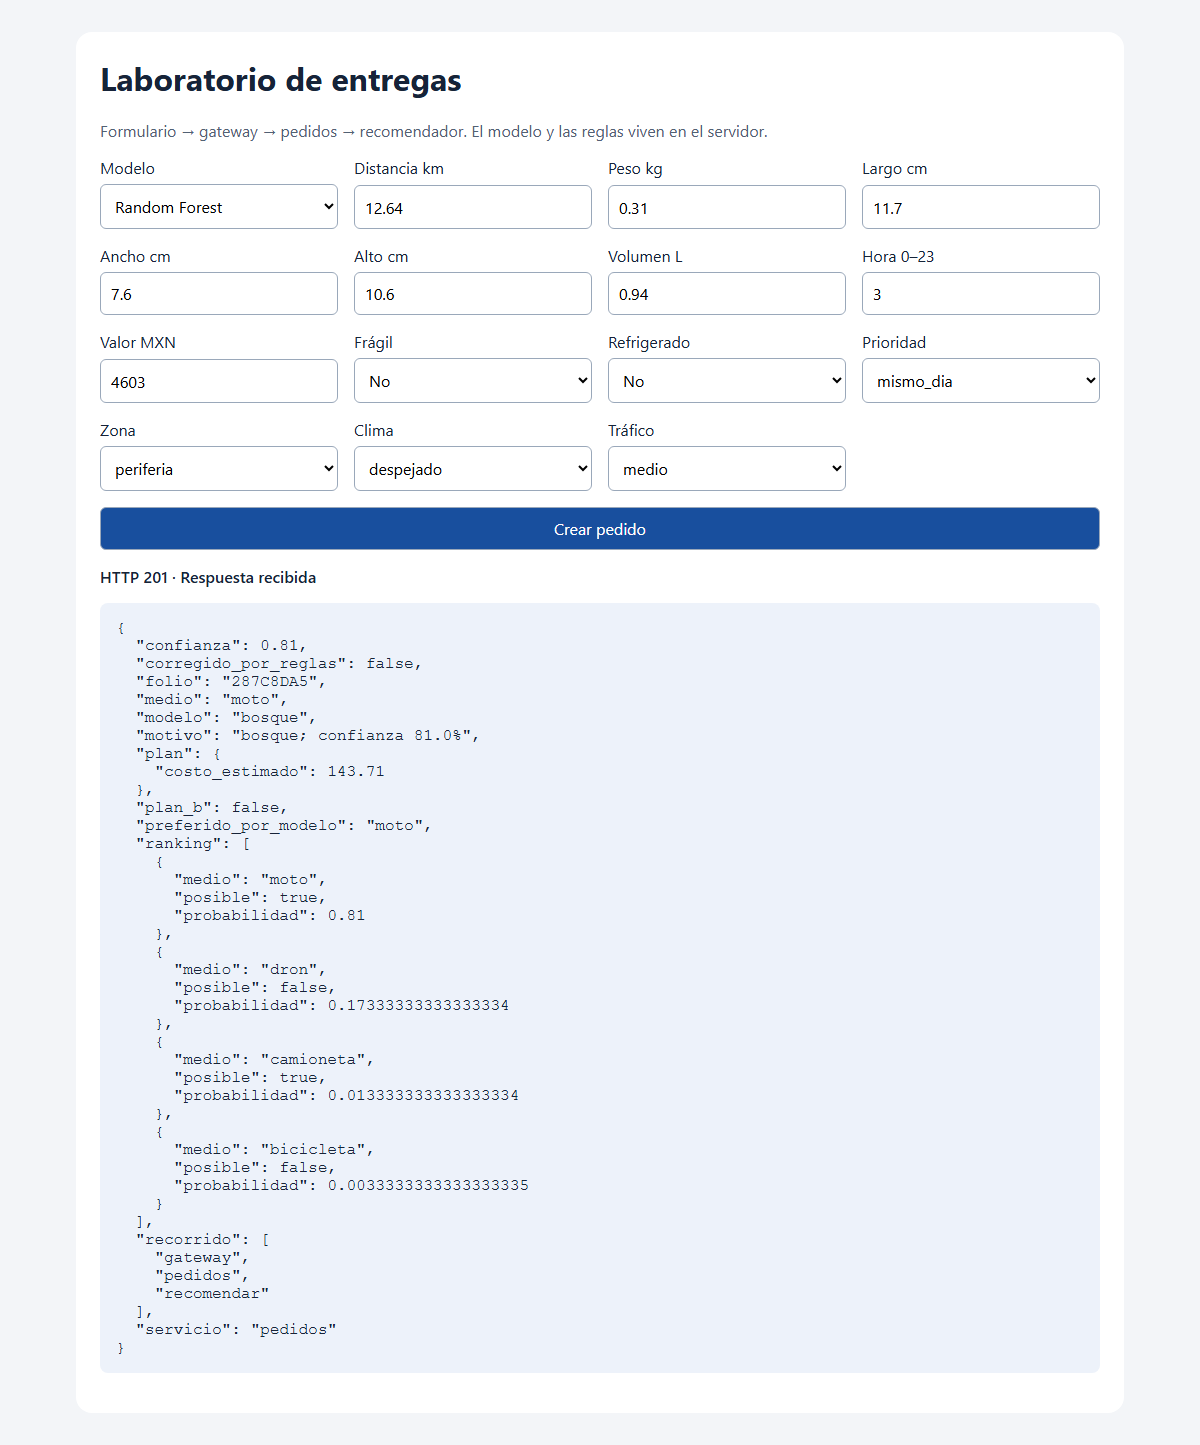 Laboratorio de entregas
Formulario → gateway → pedidos → recomendador. El modelo y las reglas viven en el servidor.
Modelo Distancia km Peso kg Largo cm
Random Forest 12.64 0.31 11.7
Ancho cm Alto cm Volumen L Hora 0–23
7.6 10.6 0.94 3
Valor MXN Frágil Refrigerado Prioridad
4603 No No mismo_dia
Zona Clima Tráfico
periferia despejado medio
Crear pedido
HTTP 201 · Respuesta recibida
{
  "confianza": 0.81,
  "corregido_por_reglas": false,
  "folio": "287C8DA5",
  "medio": "moto",
  "modelo": "bosque",
  "motivo": "bosque; confianza 81.0%",
  "plan": {
    "costo_estimado": 143.71
  },
  "plan_b": false,
  "preferido_por_modelo": "moto",
  "ranking": [
    {
      "medio": "moto",
      "posible": true,
      "probabilidad": 0.81
    },
    {
      "medio": "dron",
      "posible": false,
      "probabilidad": 0.17333333333333334
    },
    {
      "medio": "camioneta",
      "posible": true,
      "probabilidad": 0.013333333333333334
    },
    {
      "medio": "bicicleta",
      "posible": false,
      "probabilidad": 0.0033333333333333335
    }
  ],
  "recorrido": [
    "gateway",
    "pedidos",
    "recomendar"
  ],
  "servicio": "pedidos"
}